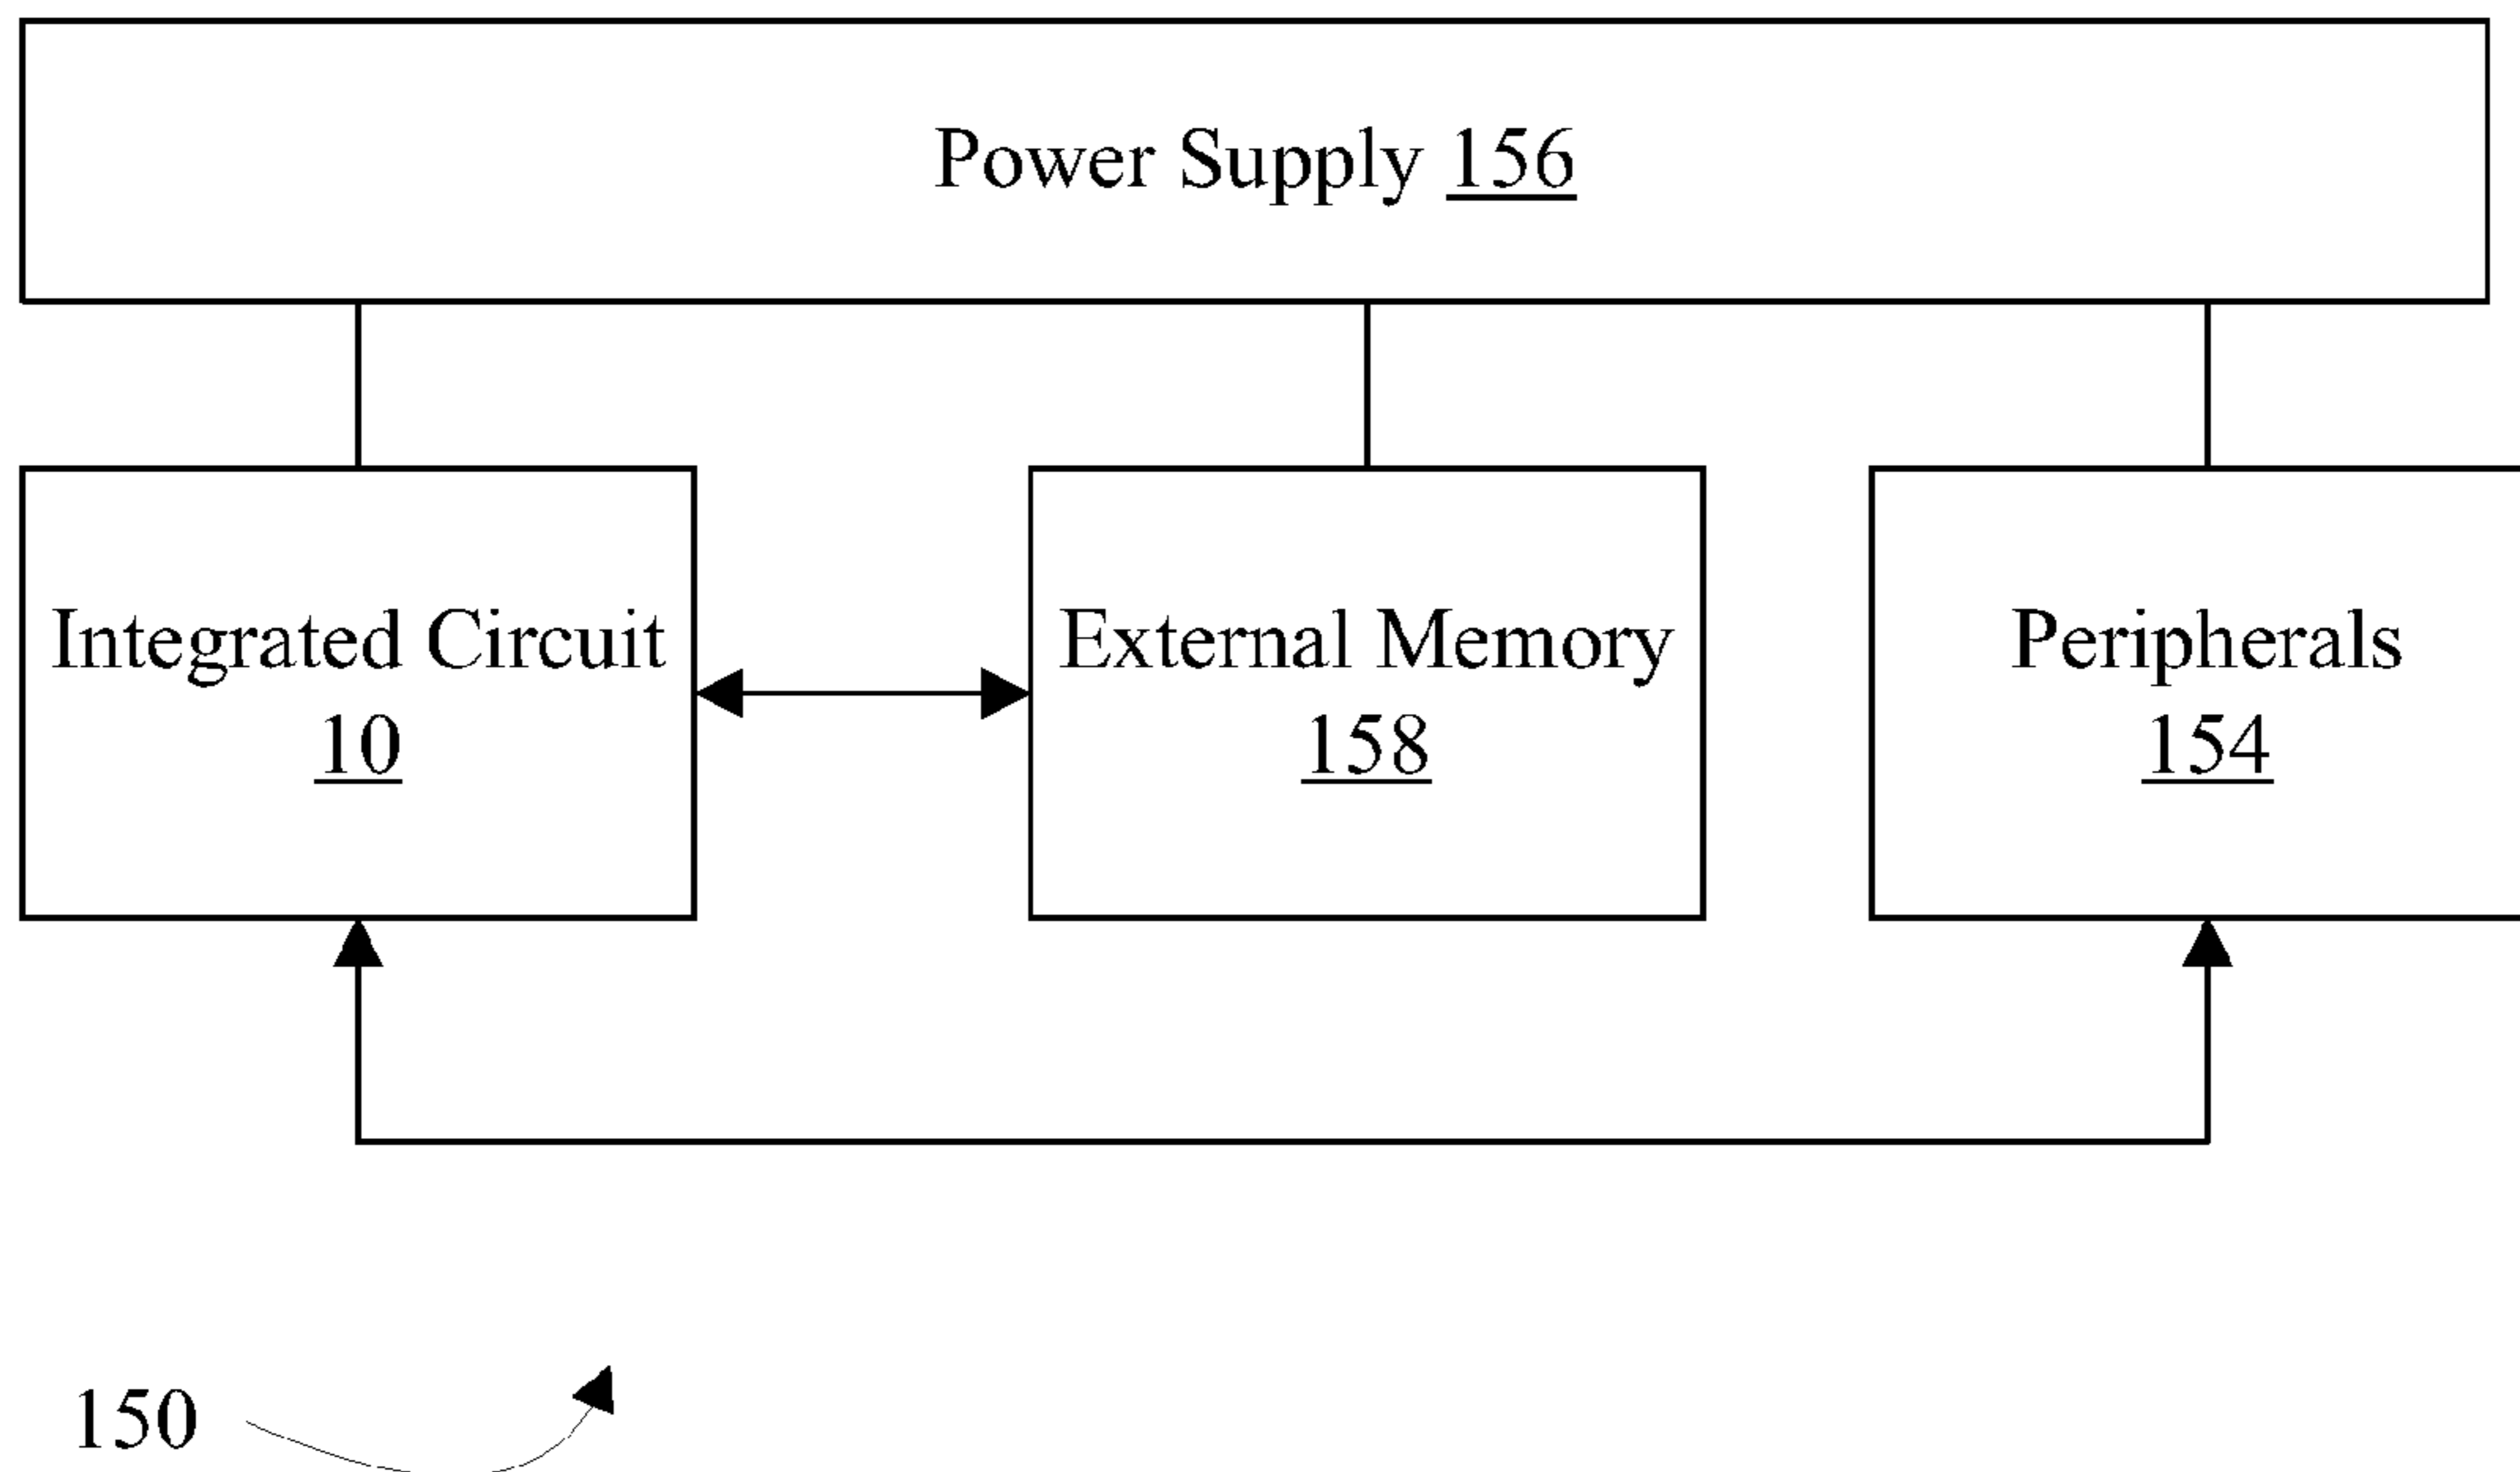 Power Supply 156
Integrated Circuit
10
External Memory
158
Peripherals
154
150